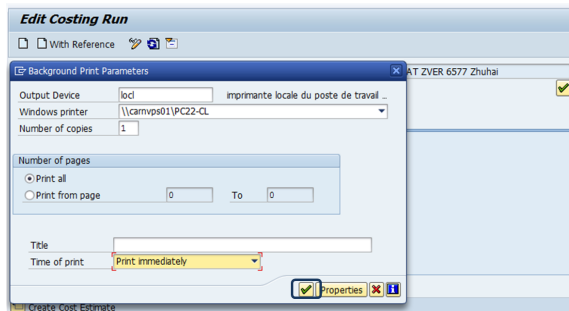 Edit Costing Run
With Reference
Background Print Parameters
AT ZVER 6577 Zhuhai
Output Device locl imprimante locale du poste de travail ..
Windows printer \\carnvps01\PC22-CL
Number of copies 1
Number of pages
Print all
Print from page 0 To 0
Title
Time of print Print immediately
Properties
Create Cost Estimate